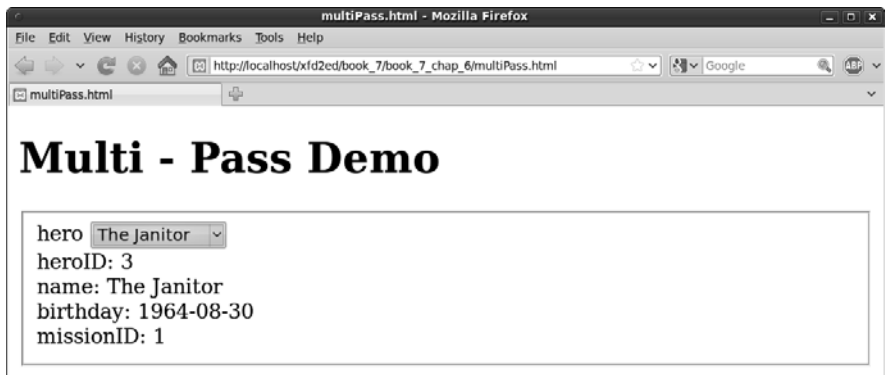 multiPass.html - Mozilla Firefox
File Edit View History Bookmarks Tools Help
http://localhost/xfd2ed/book_7/book_7_chap_6/multiPass.html Google ABP
multiPass.html
Multi - Pass Demo
hero The Janitor
heroID: 3
name: The Janitor
birthday: 1964-08-30
missionID: 1